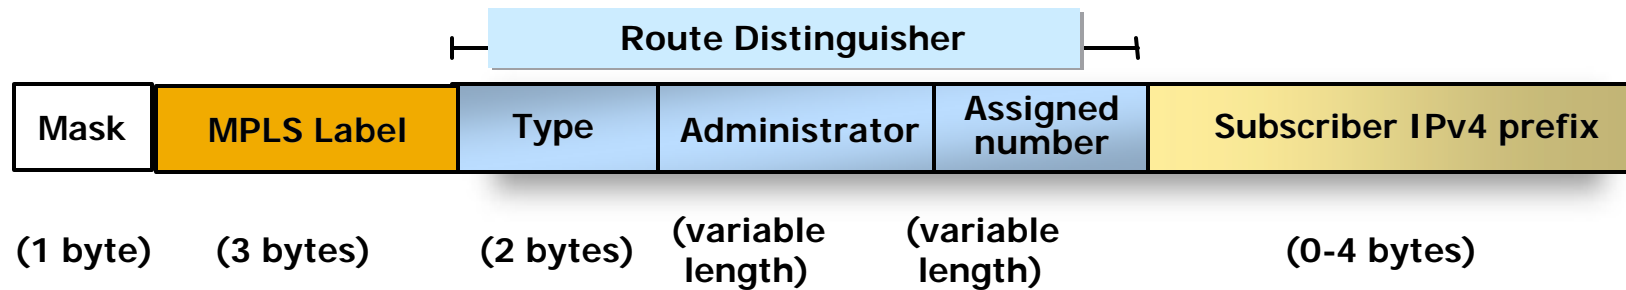 Route Distinguisher
Mask
MPLS Label
Type
Administrator
Assigned
number
Subscriber IPv4 prefix
(1 byte)
(3 bytes)
(2 bytes)
(variable
length)
(variable
length)
(0-4 bytes)